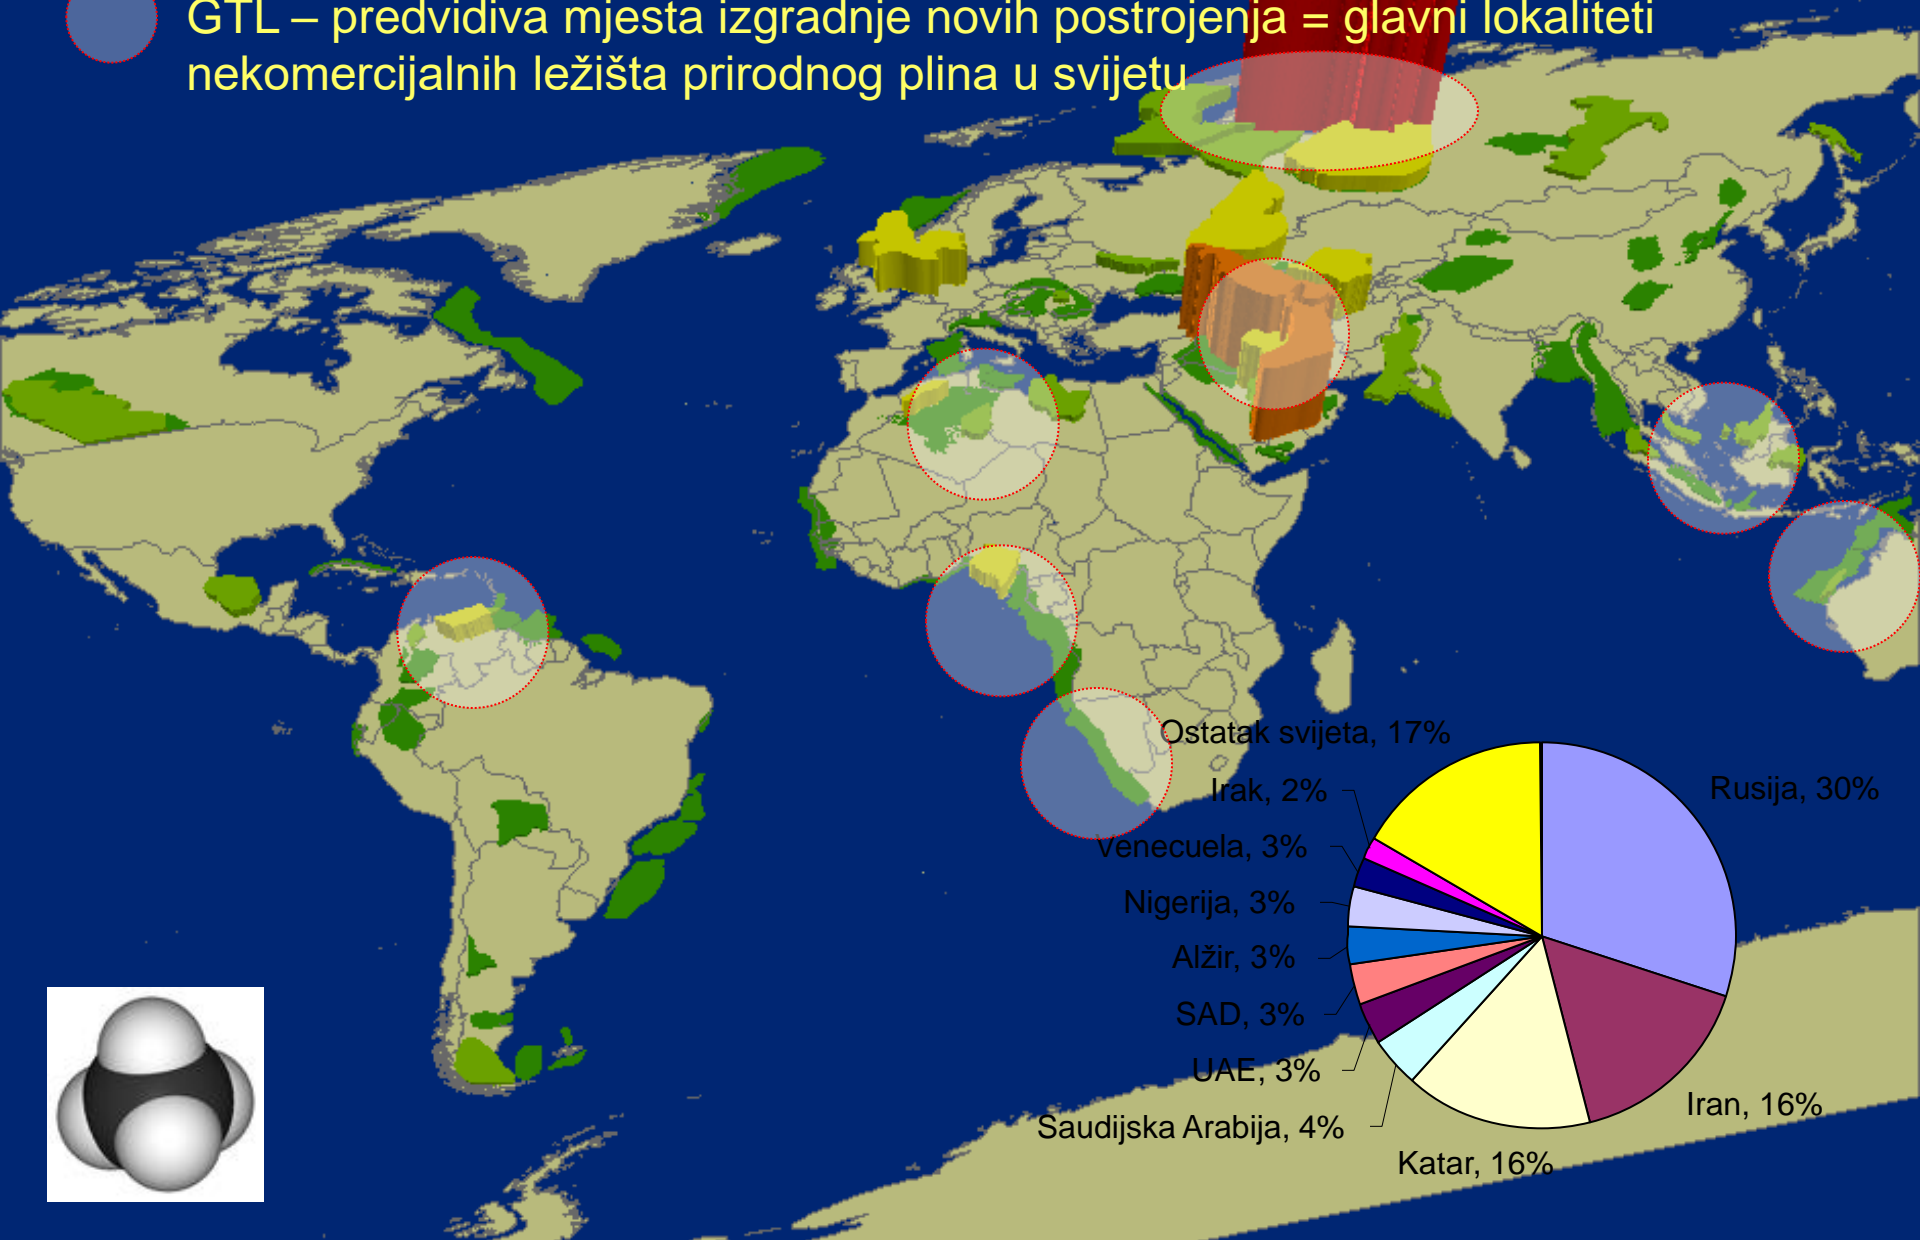 GTL – predvidiva mjesta izgradnje novih postrojenja = glavni lokaliteti
nekomercijalnih ležišta prirodnog plina u svijetu
Ostatak svijeta, 17%
Rusija, 30%
Irak, 2%
Venecuela, 3%
Nigerija, 3%
Alžir, 3%
SAD, 3%
UAE, 3%
Iran, 16%
Saudijska Arabija, 4%
Katar, 16%